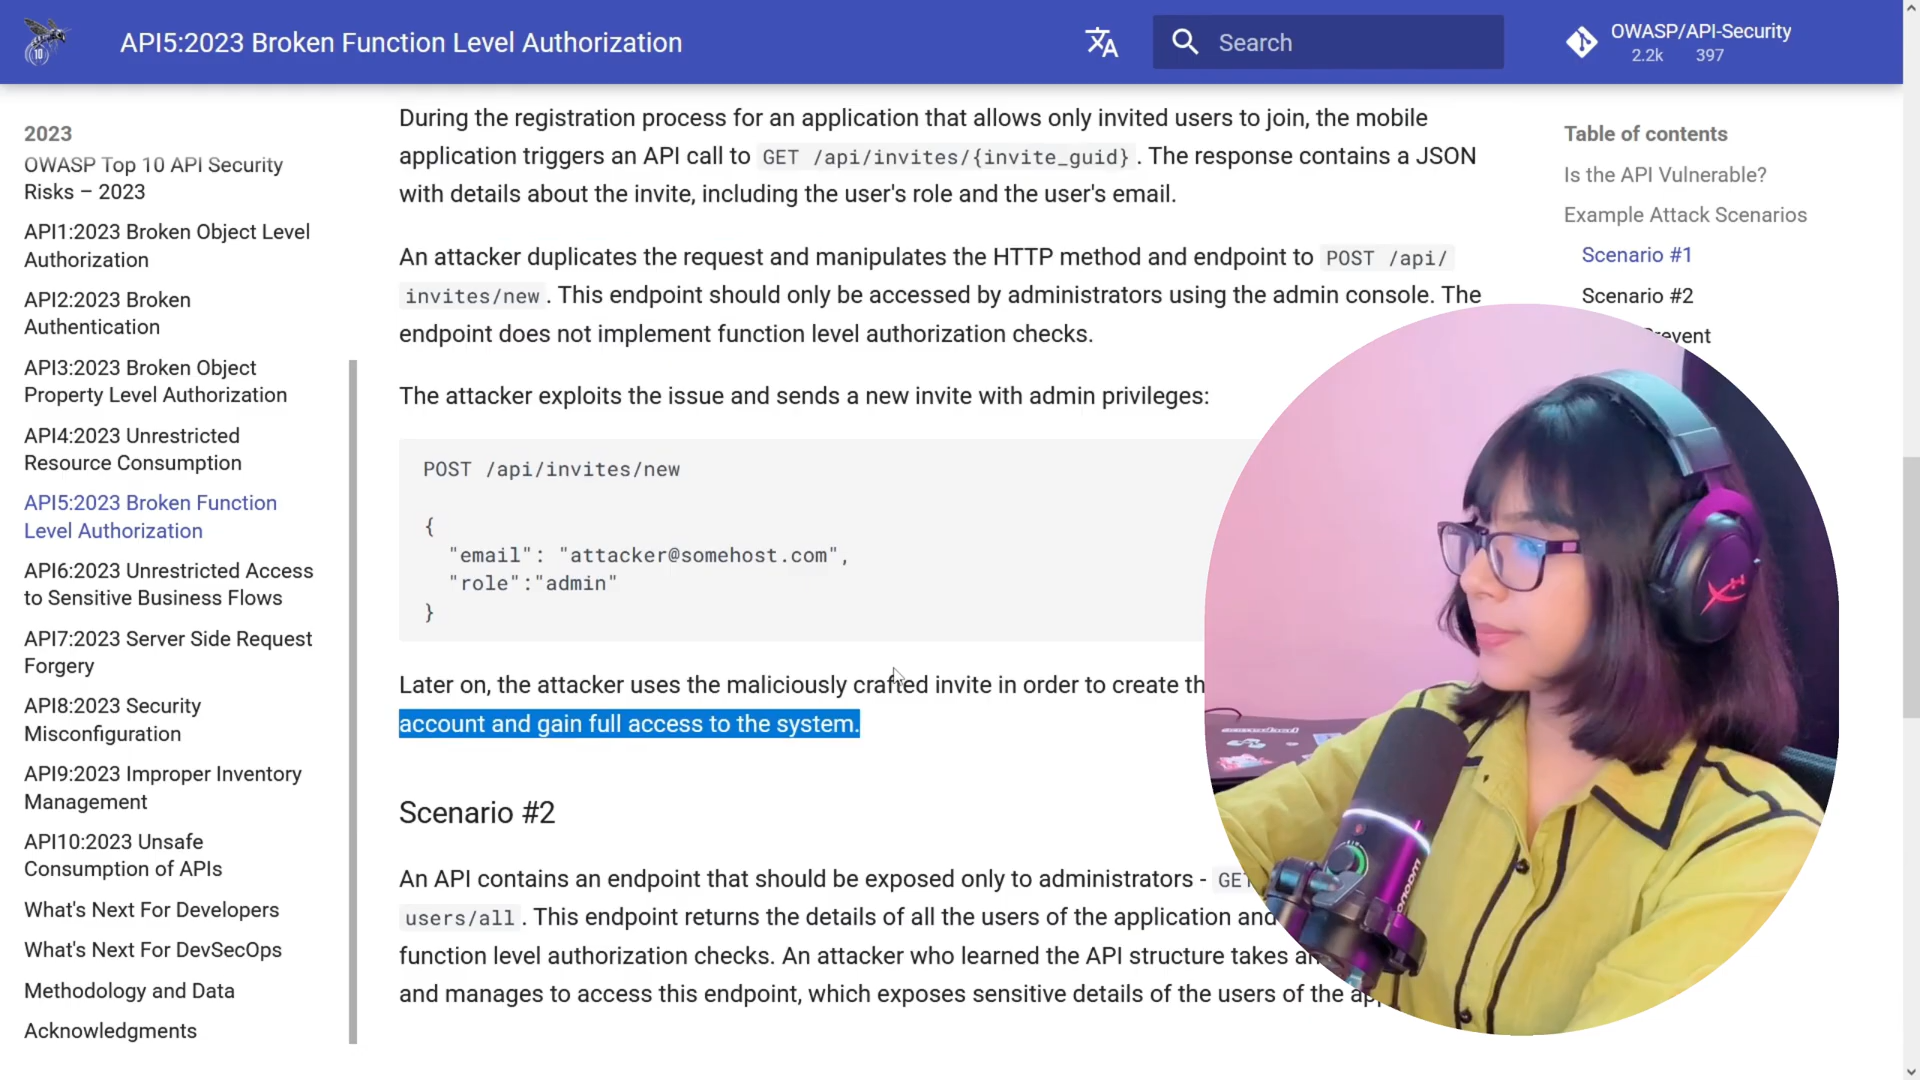 API5:2023 Broken Function Level Authorization
Search
OWASP/API-Security
2.2k 397
2023
OWASP Top 10 API Security
Risks – 2023
API1:2023 Broken Object Level
Authorization
API2:2023 Broken
Authentication
API3:2023 Broken Object
Property Level Authorization
API4:2023 Unrestricted
Resource Consumption
API5:2023 Broken Function
Level Authorization
API6:2023 Unrestricted Access
to Sensitive Business Flows
API7:2023 Server Side Request
Forgery
API8:2023 Security
Misconfiguration
API9:2023 Improper Inventory
Management
API10:2023 Unsafe
Consumption of APIs
What's Next For Developers
What's Next For DevSecOps
Methodology and Data
Acknowledgments
During the registration process for an application that allows only invited users to join, the mobile
application triggers an API call to GET /api/invites/{invite_guid} . The response contains a JSON
with details about the invite, including the user's role and the user's email.
An attacker duplicates the request and manipulates the HTTP method and endpoint to POST /api/
invites/new . This endpoint should only be accessed by administrators using the admin console. The
endpoint does not implement function level authorization checks.
The attacker exploits the issue and sends a new invite with admin privileges:
POST /api/invites/new
{
"email": "attacker@somehost.com",
"role":"admin"
}
Later on, the attacker uses the maliciously crafted invite in order to create th
account and gain full access to the system.
Scenario #2
An API contains an endpoint that should be exposed only to administrators - GET
users/all . This endpoint returns the details of all the users of the application and
function level authorization checks. An attacker who learned the API structure takes an
and manages to access this endpoint, which exposes sensitive details of the users of the ap
Table of contents
Is the API Vulnerable?
Example Attack Scenarios
Scenario #1
Scenario #2
revent